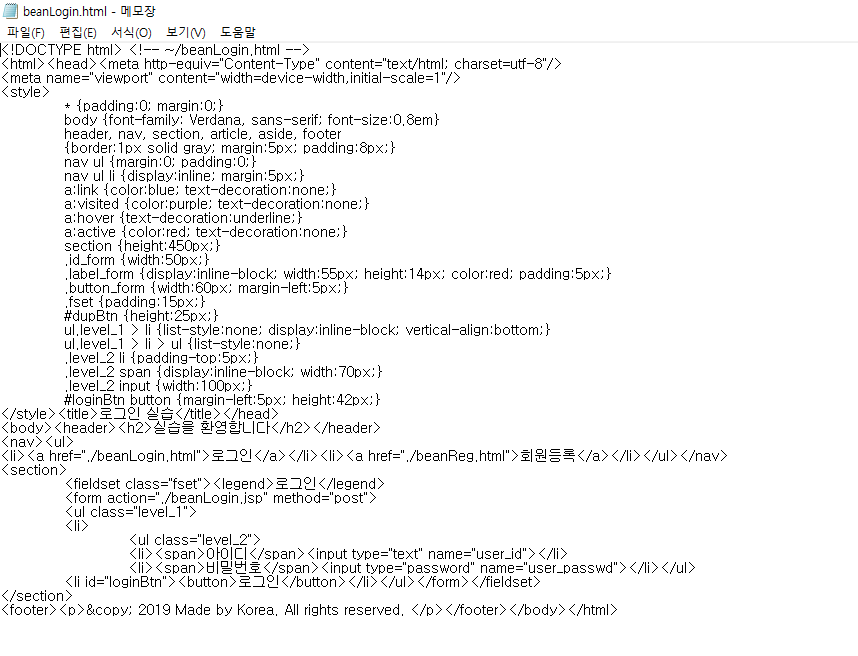 beanLogin.html - 메모장
파일(F) 편집(E) 서식(O) 보기(V) 도움말
<!DOCTYPE html> <!-- ~/beanLogin.html -->
<html><head><meta http-equiv="Content-Type" content="text/html; charset=utf-8"/>
<meta name="viewport" content="width=device-width,initial-scale=1"/>
<style>
* {padding:0; margin:0;}
body {font-family: Verdana, sans-serif; font-size:0.8em}
header, nav, section, article, aside, footer
{border:1px solid gray; margin:5px; padding:8px;}
nav ul {margin:0; padding:0;}
nav ul li {display:inline; margin:5px;}
a:link {color:blue; text-decoration:none;}
a:visited {color:purple; text-decoration:none;}
a:hover {text-decoration:underline;}
a:active {color:red; text-decoration:none;}
section {height:450px;}
.id_form {width:50px;}
.label_form {display:inline-block; width:55px; height:14px; color:red; padding:5px;}
.button_form {width:60px; margin-left:5px;}
.fset {padding:15px;}
#dupBtn {height:25px;}
ul.level_1 > li {list-style:none; display:inline-block; vertical-align:bottom;}
ul.level_1 > li > ul {list-style:none;}
.level_2 li {padding-top:5px;}
.level_2 span {display:inline-block; width:70px;}
.level_2 input {width:100px;}
#loginBtn button {margin-left:5px; height:42px;}
</style><title>로그인 실습</title></head>
<body><header><h2>실습을 환영합니다</h2></header>
<nav><ul>
<li><a href="./beanLogin.html">로그인</a></li><li><a href="./beanReg.html">회원등록</a></li></ul></nav>
<section>
<fieldset class="fset"><legend>로그인</legend>
<form action="./beanLogin.jsp" method="post">
<ul class="level_1">
<li>
<ul class="level_2">
<li><span>아이디</span><input type="text" name="user_id"></li>
<li><span>비밀번호</span><input type="password" name="user_passwd"></li></ul>
<li id="loginBtn"><button>로그인</button></li></ul></form></fieldset>
</section>
<footer><p>&copy; 2019 Made by Korea. All rights reserved. </p></footer></body></html>